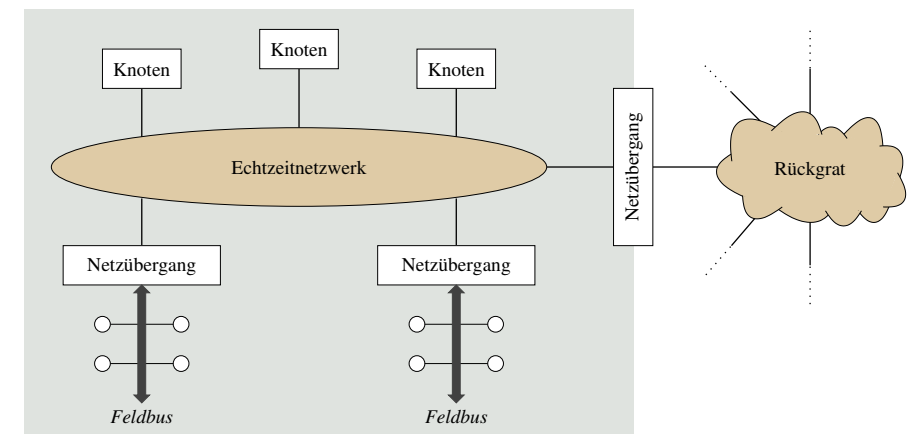 Knoten
Knoten
Knoten
Echtzeitnetzwerk
Netzübergang
Rückgrat
Netzübergang
Netzübergang
Feldbus
Feldbus